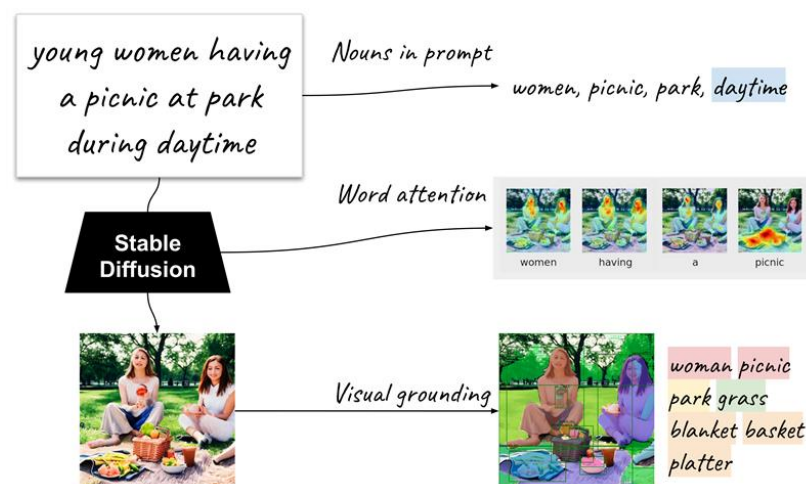 young women having
a picnic at park
during daytime
Nouns in prompt
women, picnic, park, daytime
Word attention
women having a picnic
Stable
Diffusion
Visual grounding
woman picnic
park grass
blanket basket
platter